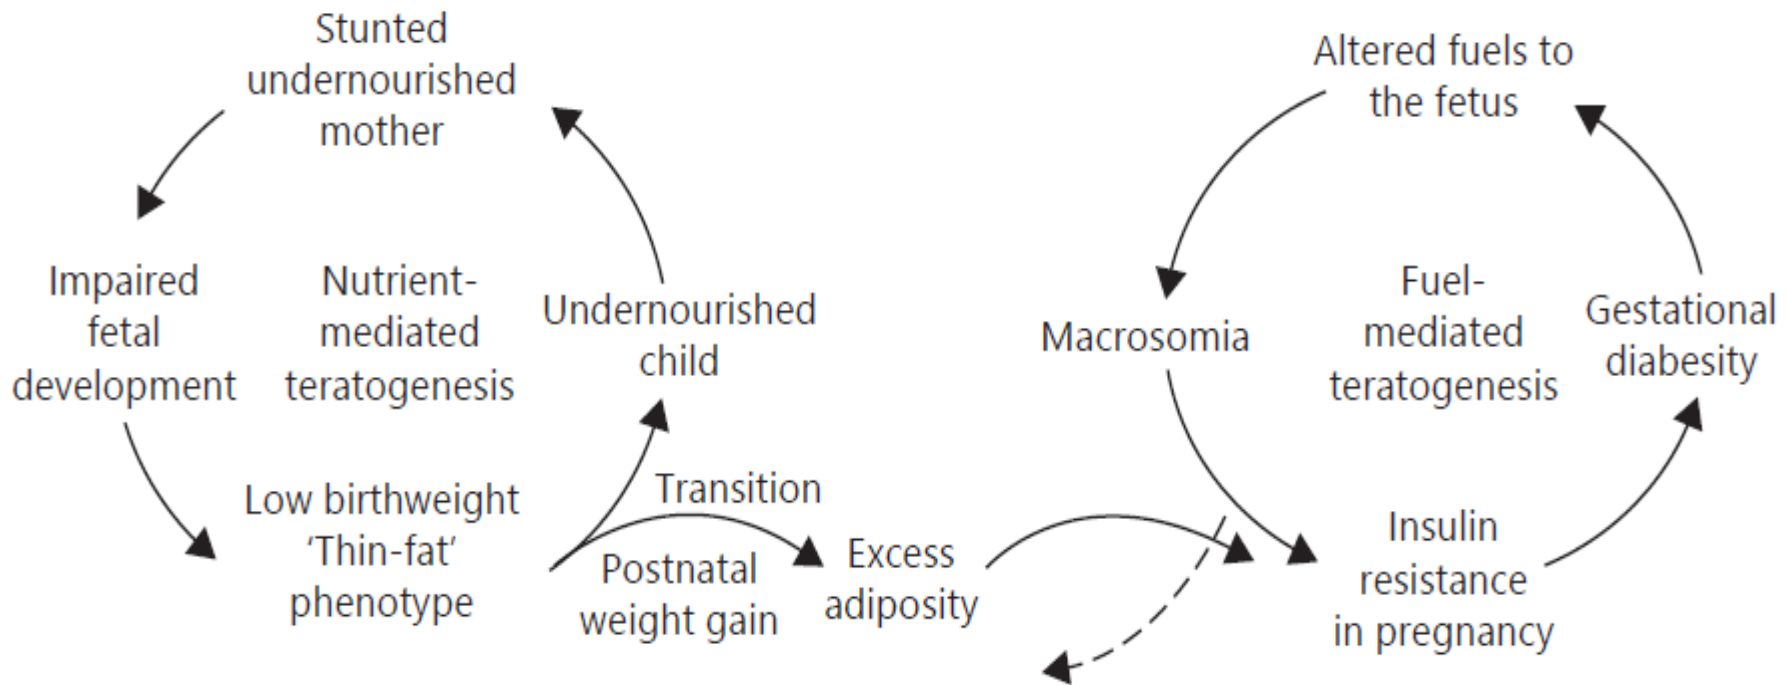 Stunted
undernourished
mother
Impaired
fetal
development
Nutrient-
mediated
teratogenesis
Undernourished
child
Low birthweight
‘Thin-fat’
phenotype
Transition
Postnatal
weight gain
Excess
adiposity
Altered fuels to
the fetus
Macrosomia
Fuel-
mediated
teratogenesis
Gestational
diabesity
Insulin
resistance
in pregnancy